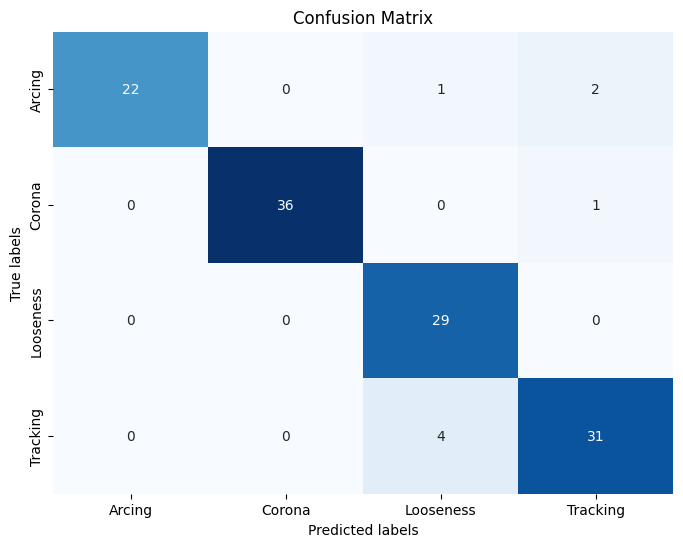 Confusion Matrix
True labels
Arcing 22 0 1 2
Corona 0 36 0 1
Looseness 0 0 29 0
Tracking 0 0 4 31
Arcing Corona Looseness Tracking
Predicted labels